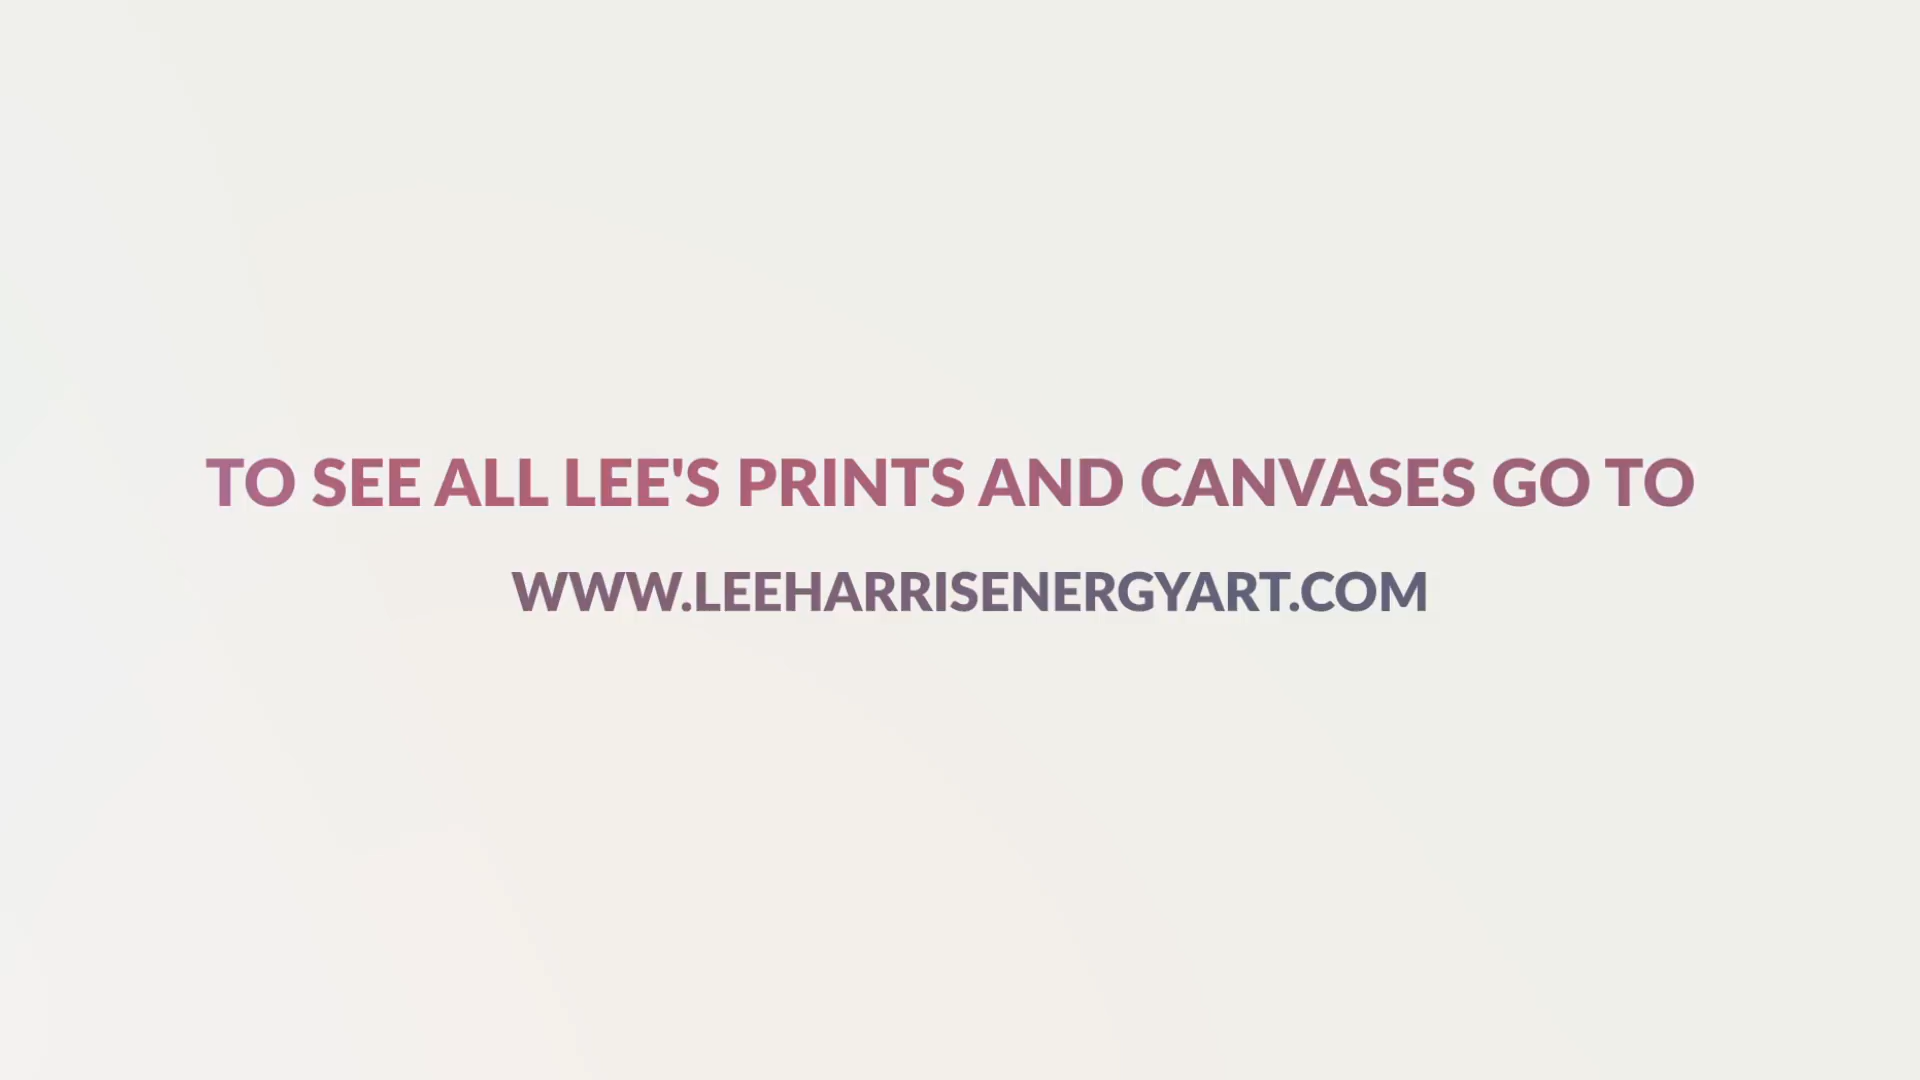 TO SEE ALL LEE'S PRINTS AND CANVASES GO TO
WWW.LEEHARRISENERGYART.COM